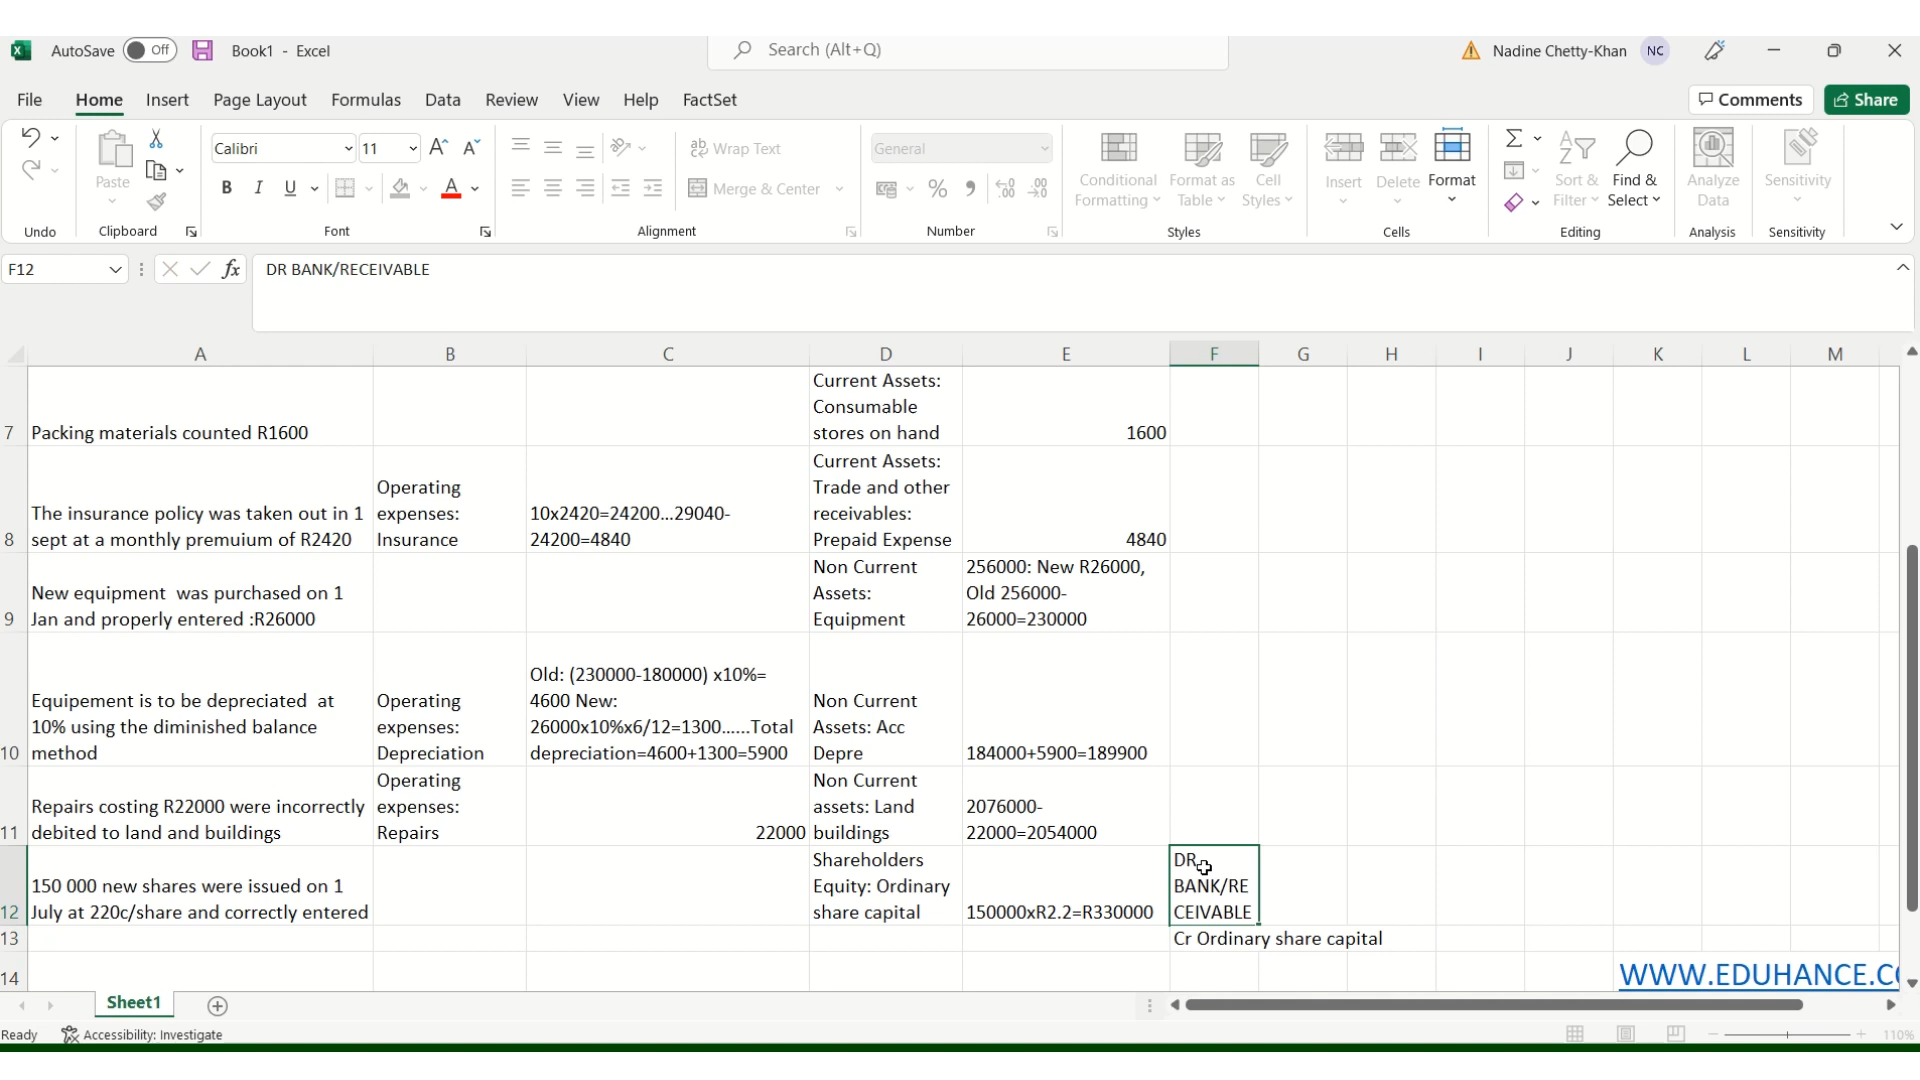 AutoSave Off Book1 - Excel Search (Alt+Q) Nadine Chetty-Khan NC
File Home Insert Page Layout Formulas Data Review View Help FactSet Comments Share
Calibri 11 Wrap Text General
Paste Conditional Format as Cell Insert Delete Format Sort & Find & Analyze Sensitivity
B I U Merge & Center Formatting Table Styles Filter Select Data
Undo Clipboard Font Alignment Number Styles Cells Editing Analysis Sensitivity
F12 fx DR BANK/RECEIVABLE
A B C D E F G H I J K L M
Current Assets:
Consumable
7 Packing materials counted R1600 stores on hand 1600
Current Assets:
Operating Trade and other
The insurance policy was taken out in 1 expenses: 10x2420=24200...29040- receivables:
8 sept at a monthly premuium of R2420 Insurance 24200=4840 Prepaid Expense 4840
Non Current 256000: New R26000,
New equipment was purchased on 1 Assets: Old 256000-
9 Jan and properly entered :R26000 Equipment 26000=230000
Old: (230000-180000) x10%=
Equipement is to be depreciated at Operating 4600 New: Non Current
10% using the diminished balance expenses: 26000x10%x6/12=1300......Total Assets: Acc
10 method Depreciation depreciation=4600+1300=5900 Depre 184000+5900=189900
Operating Non Current
Repairs costing R22000 were incorrectly expenses: assets: Land 2076000-
11 debited to land and buildings Repairs 22000 buildings 22000=2054000
Shareholders DR
150 000 new shares were issued on 1 Equity: Ordinary BANK/RE
12 July at 220c/share and correctly entered share capital 150000xR2.2=R330000 CEIVABLE
13 Cr Ordinary share capital
14 WWW.EDUHANCE.C
Sheet1
Ready Accessibility: Investigate 110%